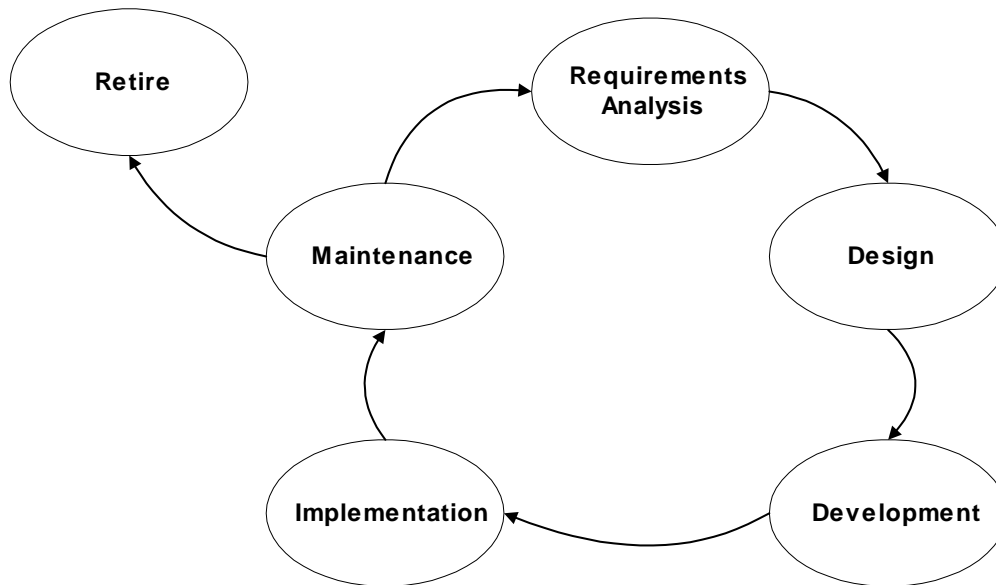 Retire
Requirements
Analysis
Maintenance
Design
Implementation
Development